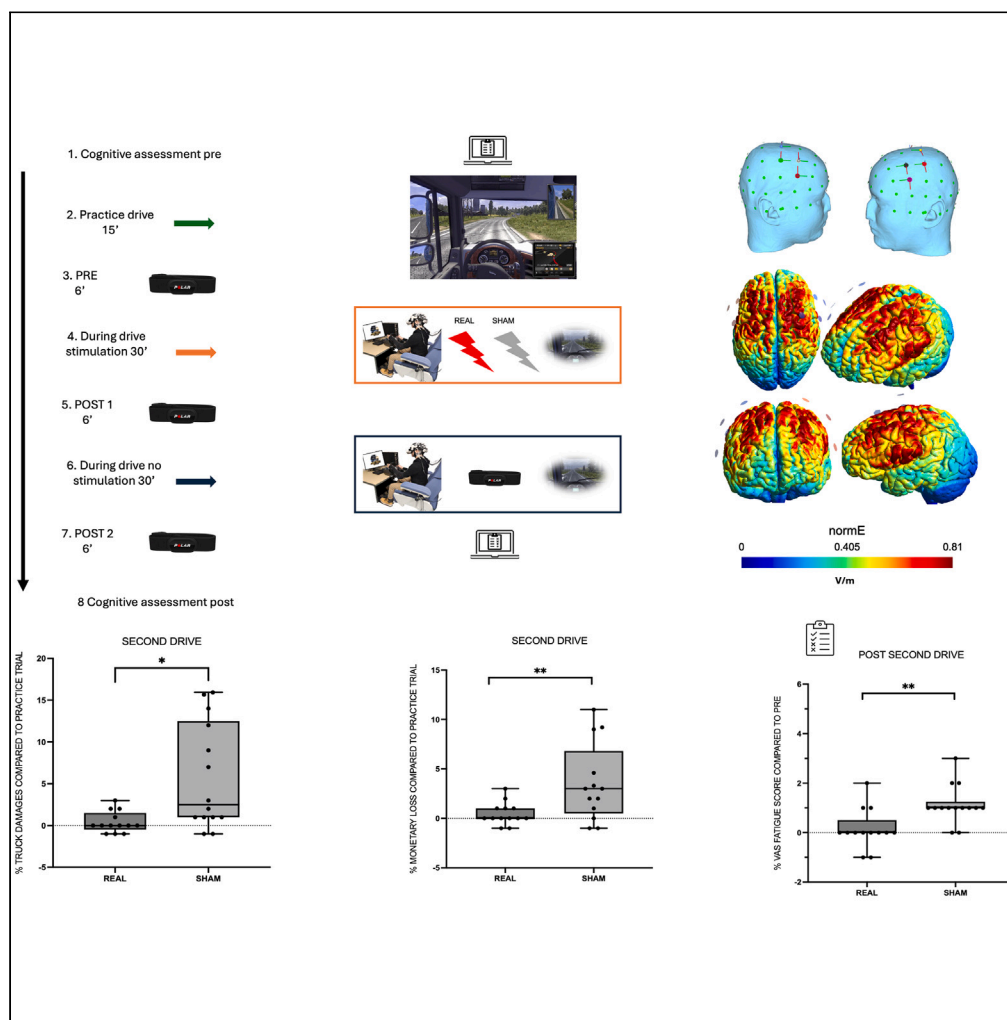 1. Cognitive assessment pre
2. Practice drive
15’
3. PRE
6’
POLAR
4. During drive
stimulation 30’
REAL
SHAM
5. POST 1
6’
POLAR
6. During drive no
stimulation 30’
POLAR
7. POST 2
6’
POLAR
8 Cognitive assessment post
normE
0
0.405
0.81
V/m
SECOND DRIVE
*
% TRUCK DAMAGES COMPARED TO PRACTICE TRIAL
20
15
10
5
0
-5
REAL
SHAM
SECOND DRIVE
**
% MONETARY LOSS COMPARED TO PRACTICE TRIAL
15
10
5
0
-5
REAL
SHAM
POST SECOND DRIVE
**
% VAS FATIGUE SCORE COMPARED TO PRE
6
4
2
0
-2
REAL
SHAM